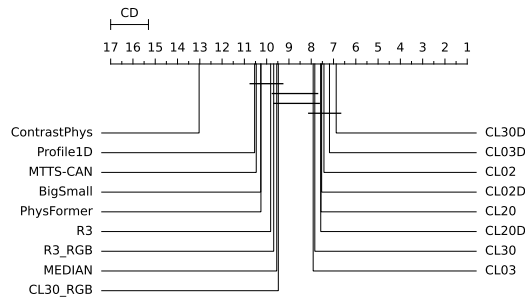 CD
17 16 15 14 13 12 11 10 9 8 7 6 5 4 3 2 1
ContrastPhys CL30D
Profile1D CL03D
MTTS-CAN CL02
BigSmall CL02D
PhysFormer CL20
R3 CL20D
R3_RGB CL30
MEDIAN CL03
CL30_RGB